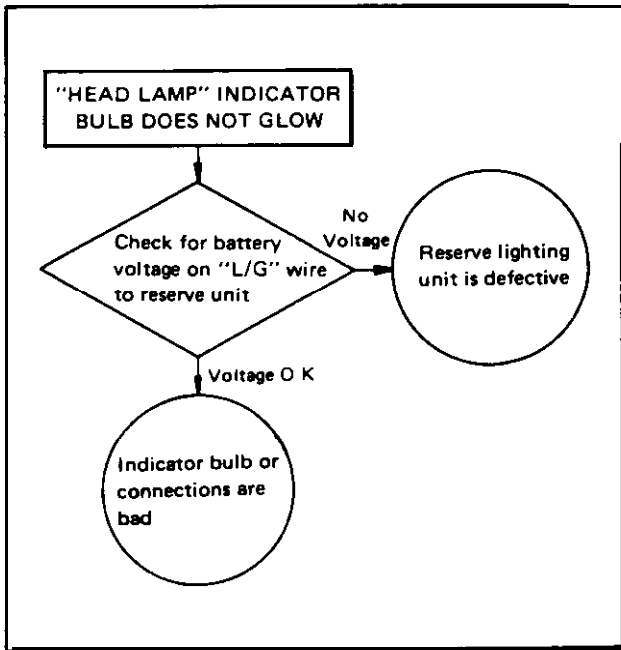 "HEAD LAMP" INDICATOR
BULB DOES NOT GLOW
Check for battery
voltage on "L/G" wire
to reserve unit
No
Voltage
Reserve lighting
unit is defective
Voltage O K
Indicator bulb or
connections are
bad